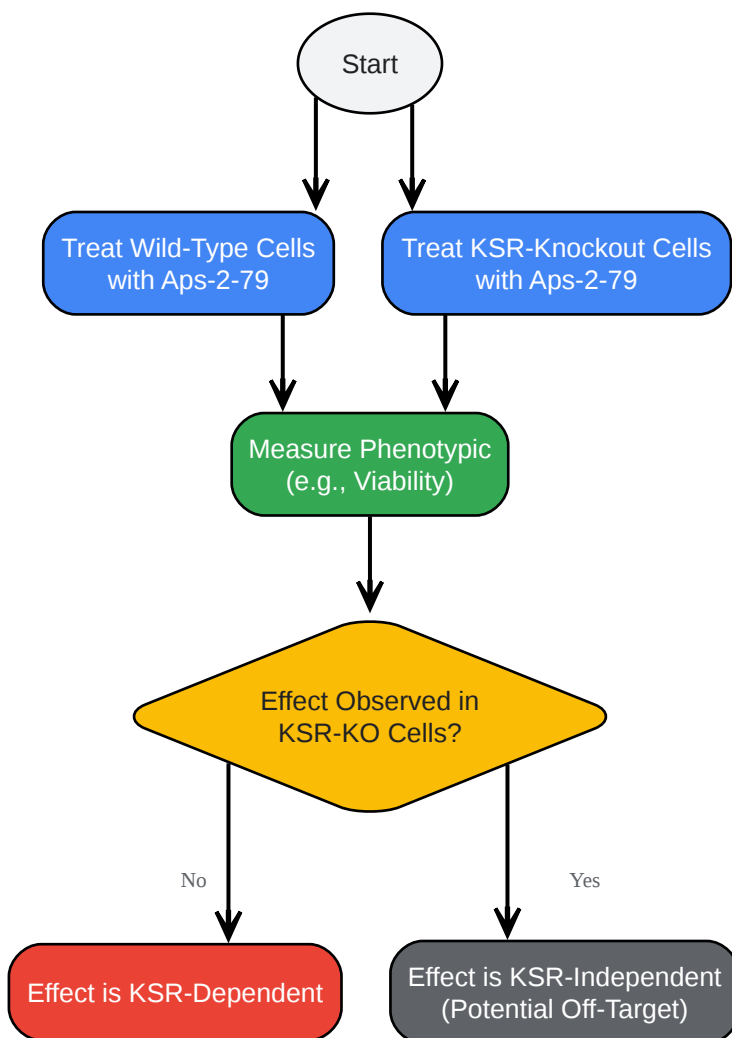 Start
Treat Wild-Type Cells
with Aps-2-79
Treat KSR-Knockout Cells
with Aps-2-79
Measure Phenotypic
(e.g., Viability)
Effect Observed in
KSR-KO Cells?
No
Yes
Effect is KSR-Dependent
Effect is KSR-Independent
(Potential Off-Target)